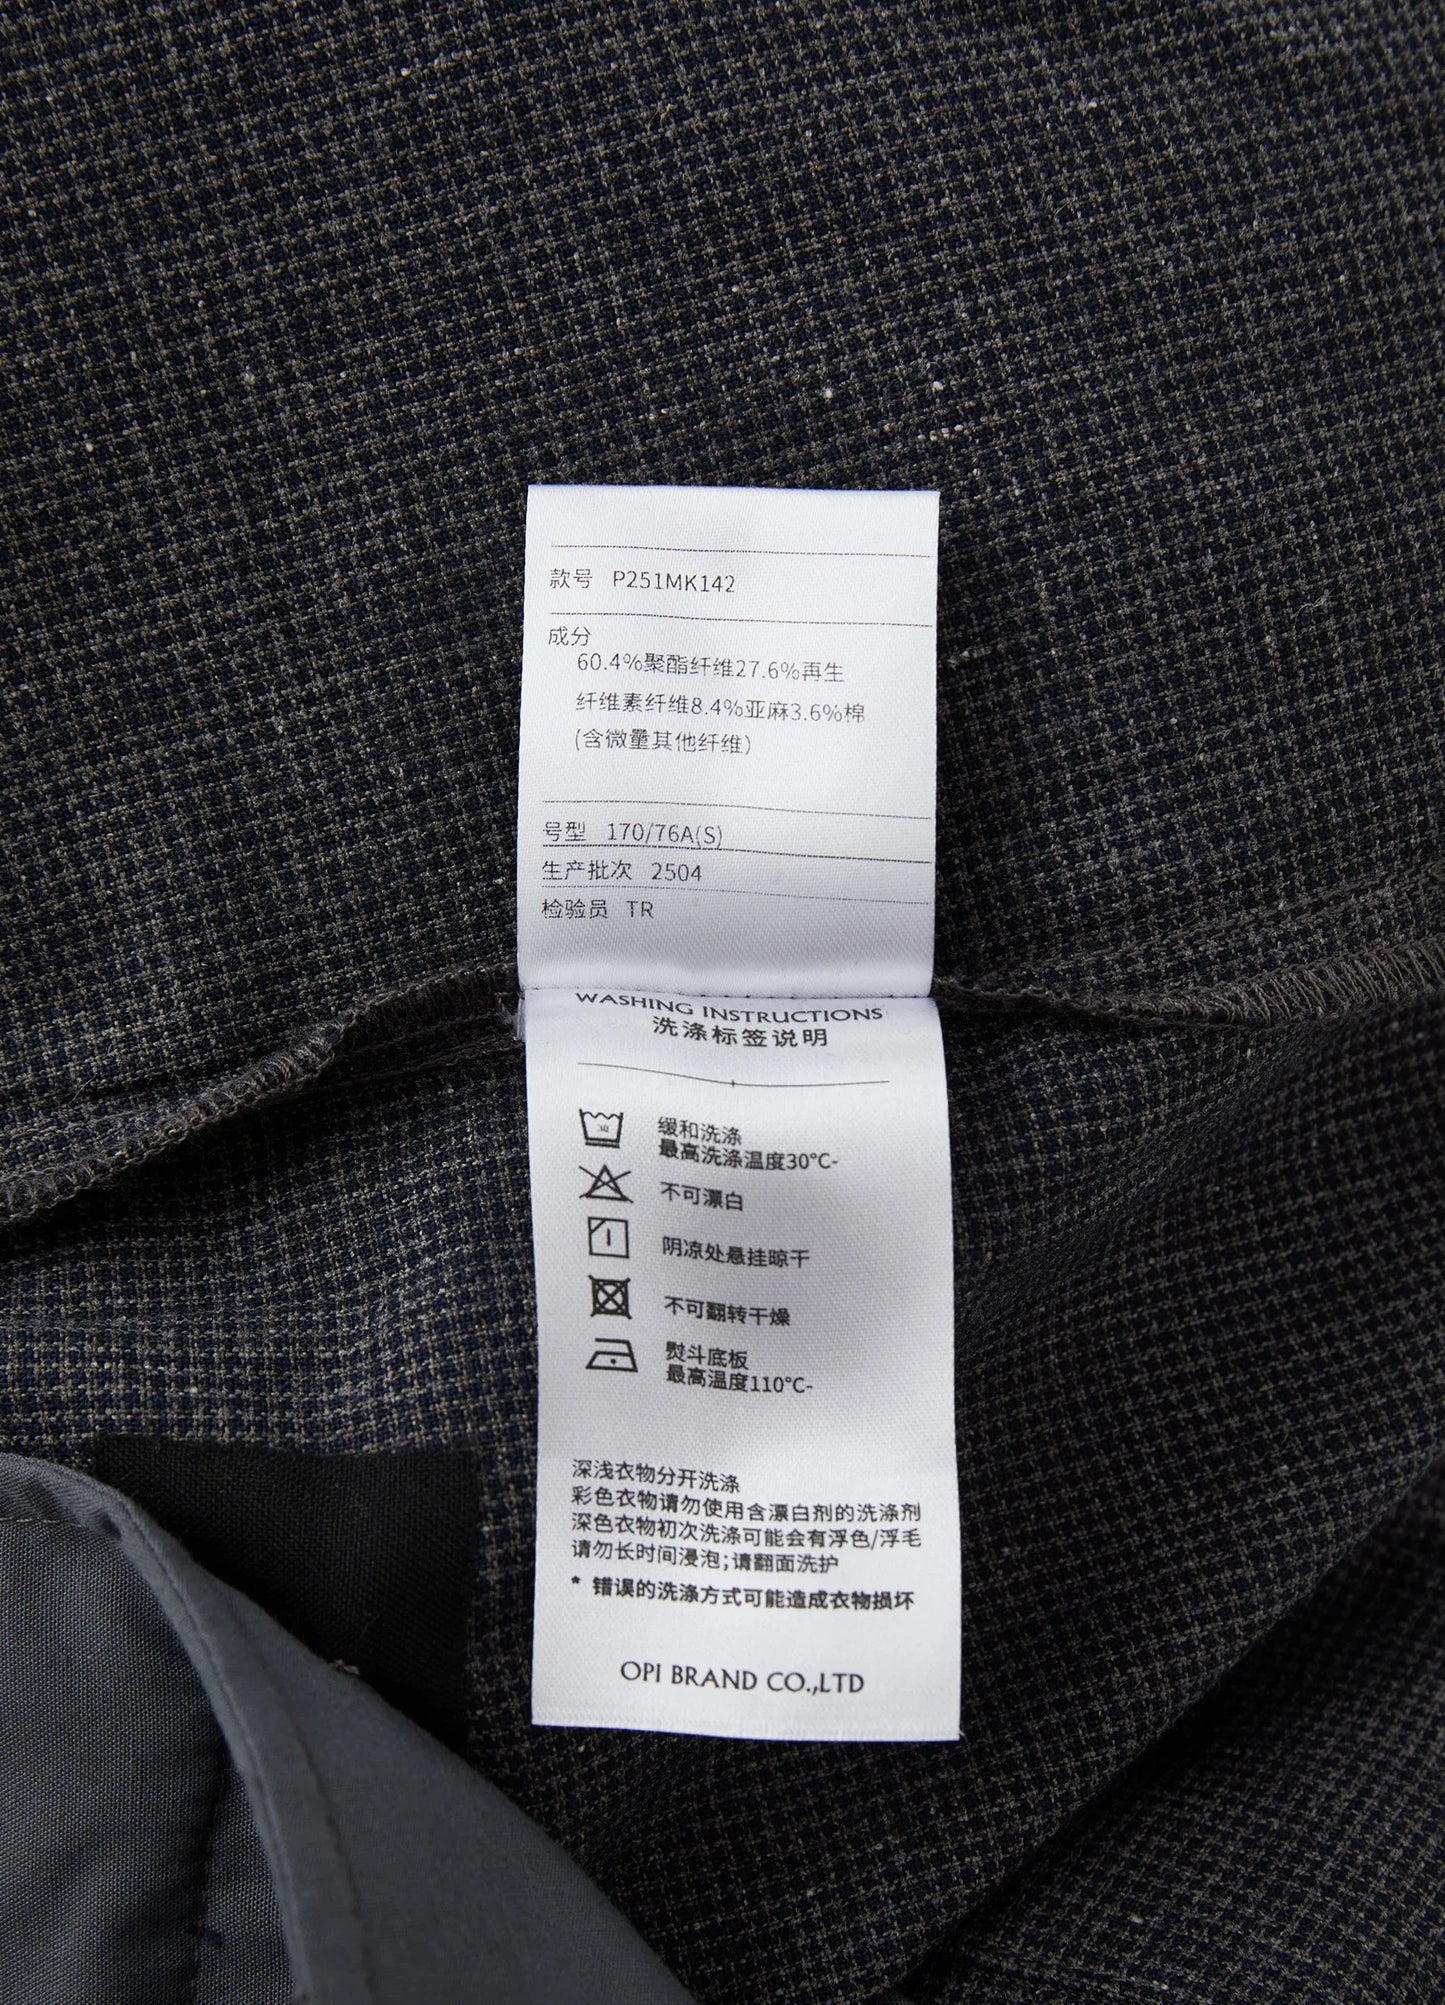 款号 P251MK142
成分
60.4%聚酯纤维27.6%再生
纤维素纤维8.4%亚麻3.6%棉
(含微量其他纤维)
号型 170/76A(S)
生产批次 2504
检验员 TR
WASHING INSTRUCTIONS
洗涤标签说明
30
缓和洗涤
最高洗涤温度30°C-
不可漂白
阴凉处悬挂晾干
不可翻转干燥
熨斗底板
最高温度110°C-
深浅衣物分开洗涤
彩色衣物请勿使用含漂白剂的洗涤剂
深色衣物初次洗涤可能会有浮色/浮毛
请勿长时间浸泡;请翻面洗护
* 错误的洗涤方式可能造成衣物损坏
OPI BRAND CO.,LTD